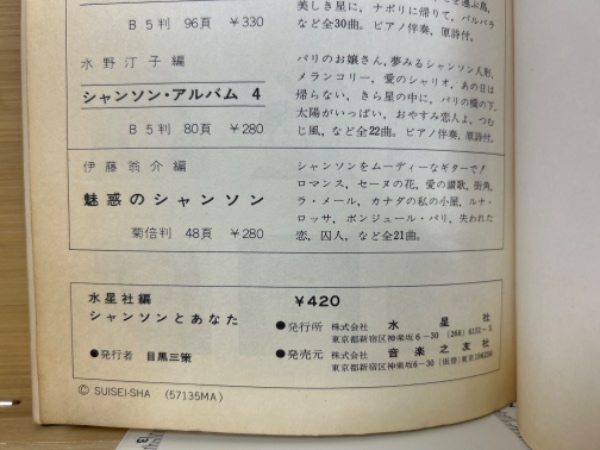 美しき星に, ナポリに帰りて, バルバラ
など全30曲。ピアノ伴奏, 原詩付。
B5判 96頁 ¥330
水野汀子編
シャンソン・アルバム 4
B5判 80頁 ¥280
パリのお嬢さん, 夢みるシャンソン人形,
メランコリー, 愛のシャリオ, あの日は
帰らない, きら星の中に, パリの橋の下,
太陽がいっぱい, おやすみ恋人よ, つむ
じ風, など全22曲。ピアノ伴奏, 原詩付。
伊藤翁介編
魅惑のシャンソン
菊倍判 48頁 ¥280
シャンソンをムーディーなギターで!
ロマンス, セーヌの花, 愛の讃歌, 街角,
ラ・メール, カナダの私の小屋, ルナ・
ロッサ, ボンジュール・パリ, 失われた
恋, 囚人, など全21曲。
水星社編
シャンソンとあなた
¥420
●発行者 目黒三策
●発行所 株式会社 水星社
東京都新宿区神楽坂6−30 (268) 6151−5
●発売元 株式会社 音楽之友社
東京都新宿区神楽坂6−30 (振替)東京196250
© SUISEI-SHA (57135MA)